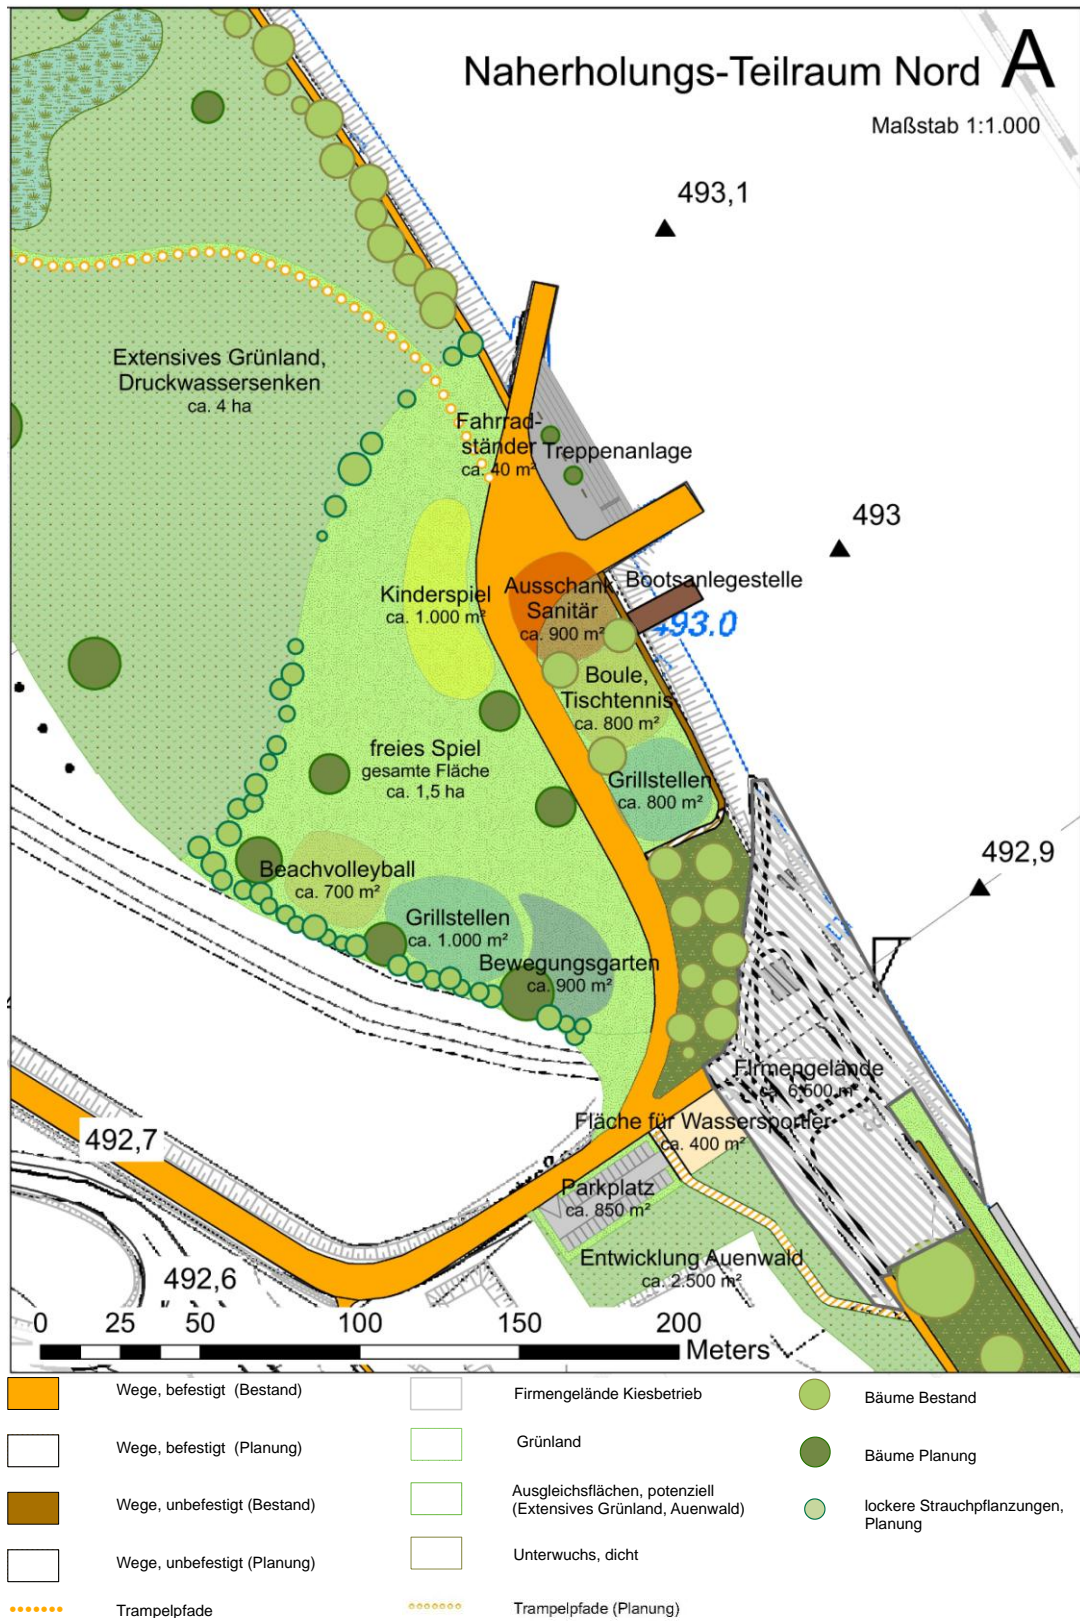 Naherholungs-Teilraum Nord A
Maßstab 1:1.000
493,1
Extensives Grünland,
Druckwassersenken
ca. 4 ha
Fahrrad-
ständer
ca. 40 m²
Treppenanlage
493
Kinderspiel
ca. 1.000 m²
Ausschank
Sanitär
ca. 900 m²
Bootsanlegestelle
493.0
Boule,
Tischtennis
ca. 800 m²
freies Spiel
gesamte Fläche
ca. 1,5 ha
Grillstellen
ca. 800 m²
492,9
Beachvolleyball
ca. 700 m²
Grillstellen
ca. 1.000 m²
Bewegungsgarten
ca. 900 m²
Firmengelände
ca. 6.500 m²
Fläche für Wassersportler
ca. 400 m²
492,7
Parkplatz
ca. 850 m²
Entwicklung Auenwald
ca. 2.500 m²
492,6
0 25 50 100 150 200 Meters
Wege, befestigt (Bestand)
Wege, befestigt (Planung)
Wege, unbefestigt (Bestand)
Wege, unbefestigt (Planung)
Trampelpfade
Firmengelände Kiesbetrieb
Grünland
Ausgleichsflächen, potenziell
(Extensives Grünland, Auenwald)
Unterwuchs, dicht
Trampelpfade (Planung)
Bäume Bestand
Bäume Planung
lockere Strauchpflanzungen,
Planung